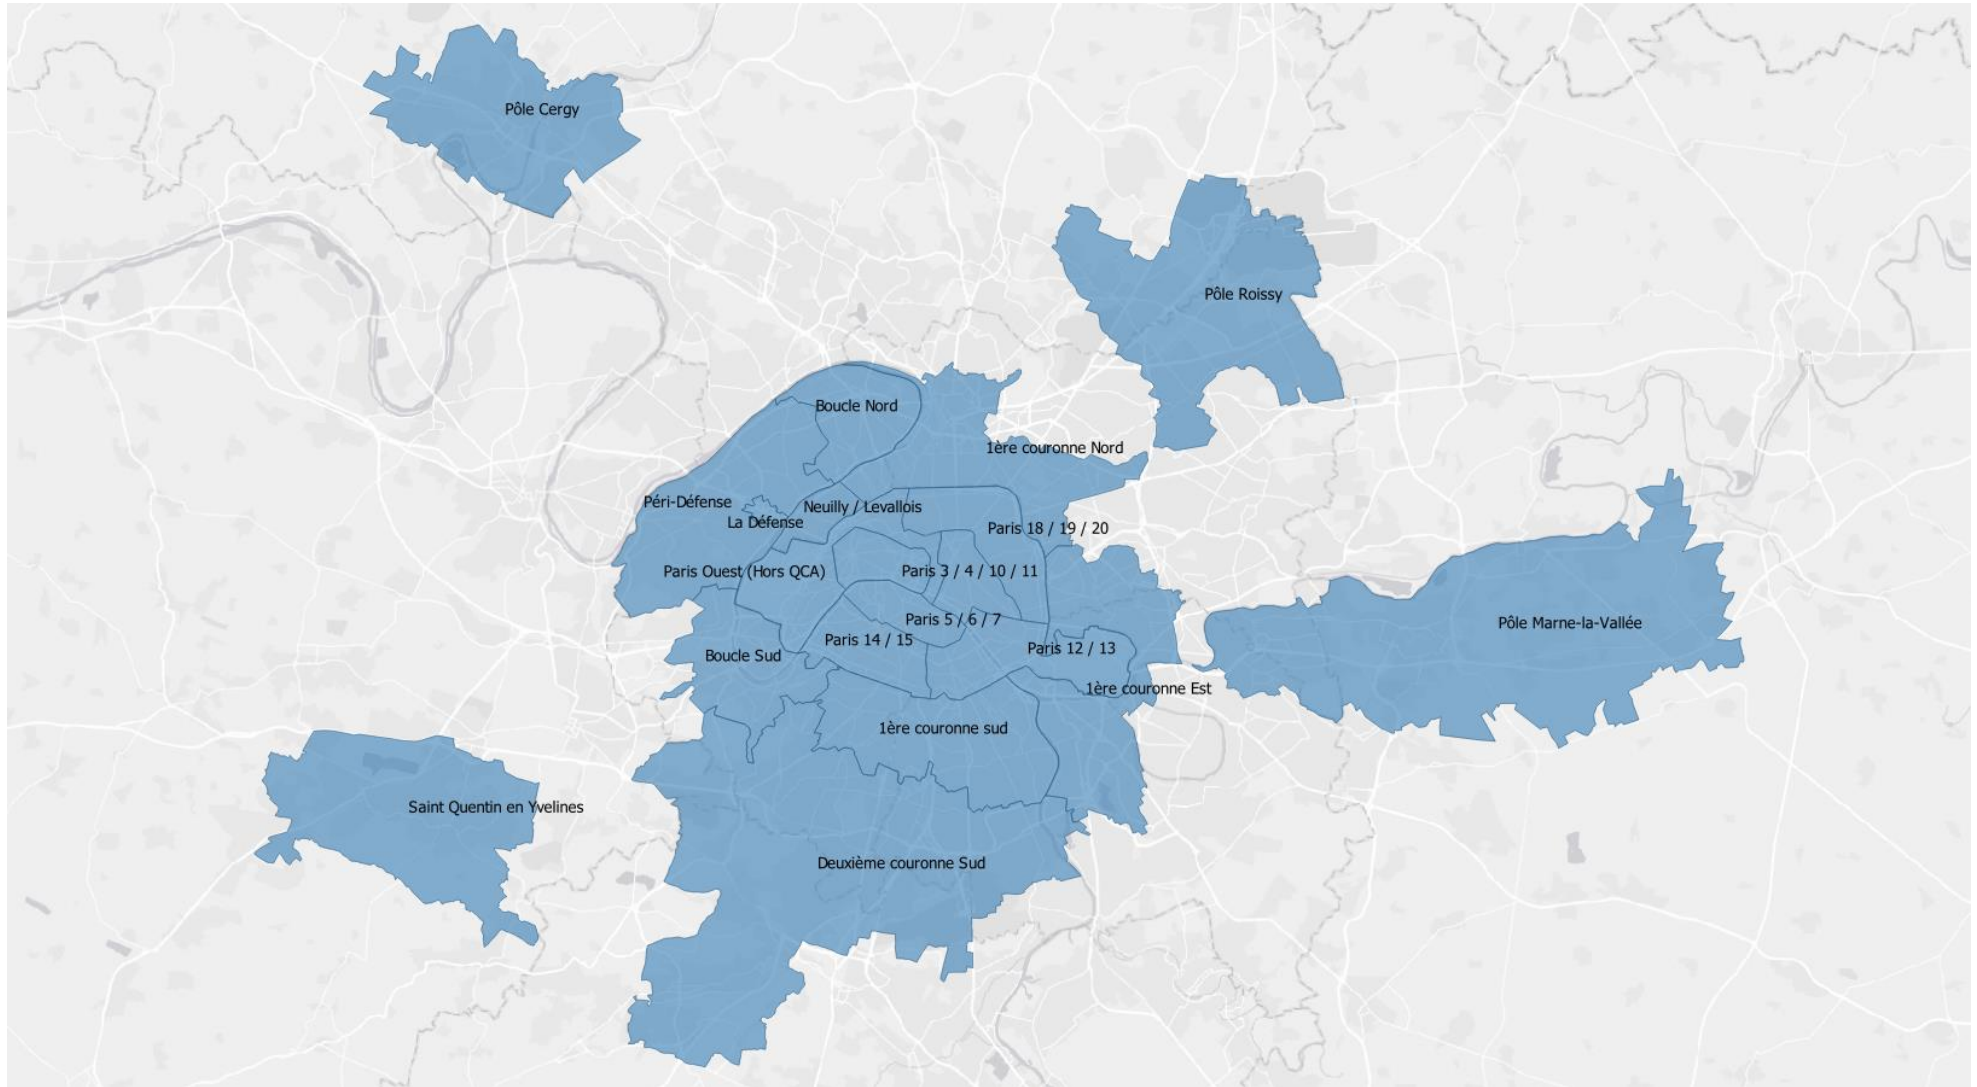 Pôle Cergy
Pôle Roissy
Boucle Nord
1ère couronne Nord
Péri-Défense
Neuilly / Levallois
La Défense
Paris 18 / 19 / 20
Paris Ouest (Hors QCA)
Paris 3 / 4 / 10 / 11
Paris 5 / 6 / 7
Pôle Marne-la-Vallée
Paris 14 / 15
Paris 12 / 13
Boucle Sud
1ère couronne Est
1ère couronne sud
Saint Quentin en Yvelines
Deuxième couronne Sud